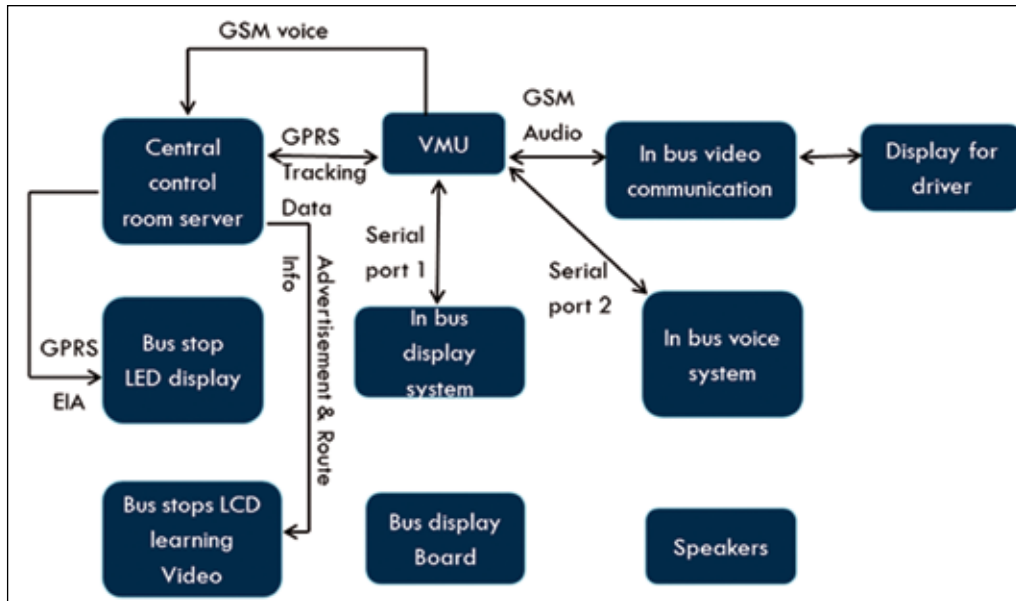 GSM voice
Central
control
room server
GPRS
Tracking
Data
VMU
GSM
Audio
In bus video
communication
Display for
driver
Serial
port 1
Serial
port 2
Advertisement & Route
Info
GPRS
EIA
Bus stop
LED display
In bus
display
system
In bus voice
system
Bus stops LCD
learning
Video
Bus display
Board
Speakers